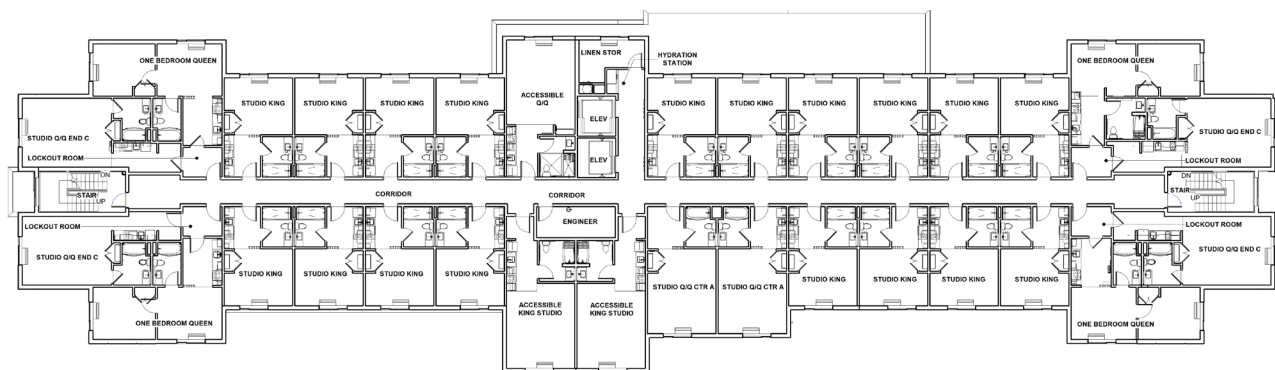 HYDRATION
STATION
LINEN STOR
ONE BEDROOM QUEEN
ONE BEDROOM QUEEN
ACCESSIBLE
Q/Q
STUDIO KING
STUDIO KING
STUDIO KING
STUDIO KING
STUDIO KING
STUDIO KING
STUDIO KING
STUDIO KING
STUDIO KING
STUDIO KING
ELEV
ELEV
STUDIO Q/Q END C
STUDIO Q/Q END C
LOCKOUT ROOM
LOCKOUT ROOM
DN
STAIR
UP
CORRIDOR
CORRIDOR
DN
STAIR
UP
ENGINEER
LOCKOUT ROOM
LOCKOUT ROOM
STUDIO Q/Q END C
STUDIO Q/Q END C
STUDIO KING
STUDIO KING
STUDIO KING
STUDIO KING
STUDIO Q/Q CTR A
STUDIO Q/Q CTR A
STUDIO KING
STUDIO KING
STUDIO KING
STUDIO KING
ACCESSIBLE
KING STUDIO
ACCESSIBLE
KING STUDIO
ONE BEDROOM QUEEN
ONE BEDROOM QUEEN